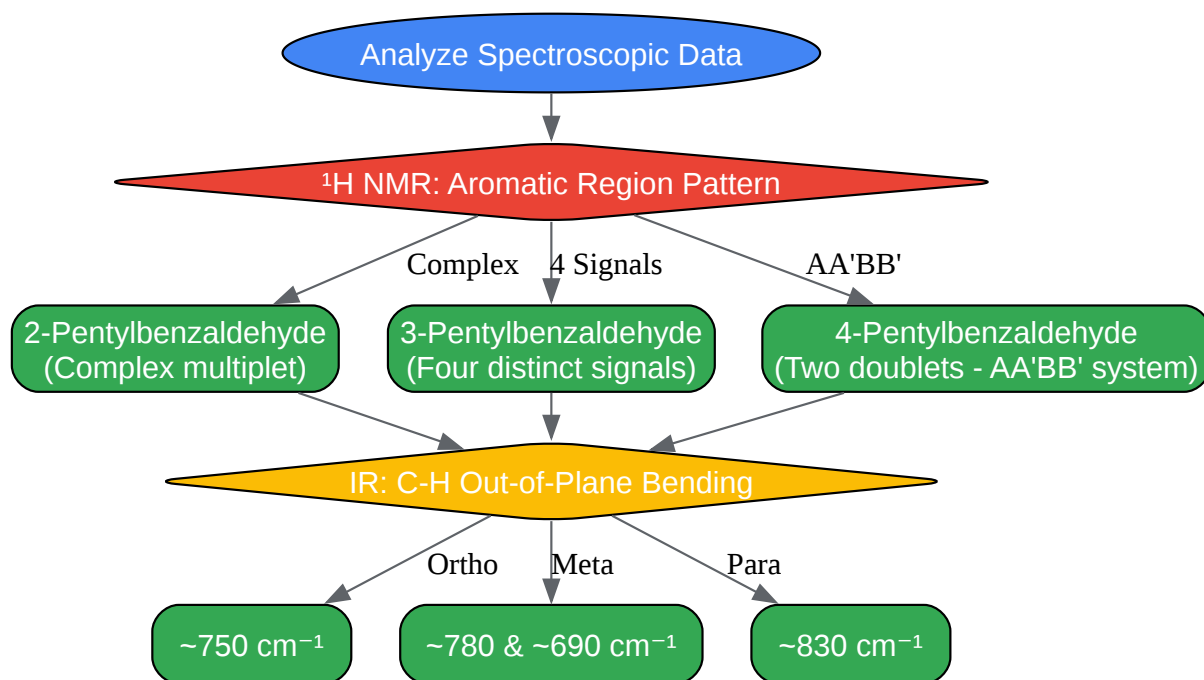 Analyze Spectroscopic Data
¹H NMR: Aromatic Region Pattern
Complex
4 Signals
AA'BB'
2-Pentylbenzaldehyde
(Complex multiplet)
3-Pentylbenzaldehyde
(Four distinct signals)
4-Pentylbenzaldehyde
(Two doublets - AA'BB' system)
IR: C-H Out-of-Plane Bending
Ortho
Meta
Para
~750 cm⁻¹
~780 & ~690 cm⁻¹
~830 cm⁻¹